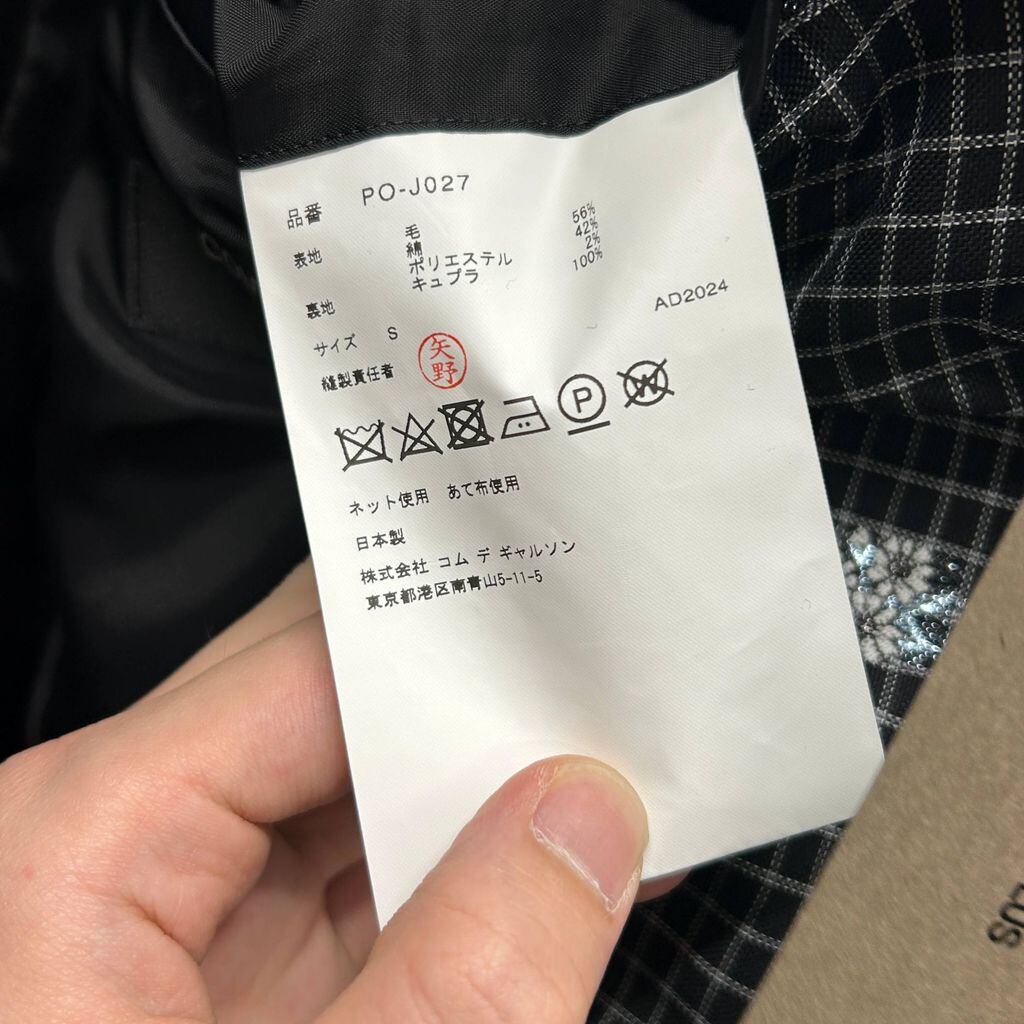 品番 PO-J027
表地 毛 56%
綿 42%
ポリエステル 2%
裏地 キュプラ 100%
サイズ S AD2024
縫製責任者 矢野
P W
ネット使用 あて布使用
日本製
株式会社 コム デ ギャルソン
東京都港区南青山5-11-5